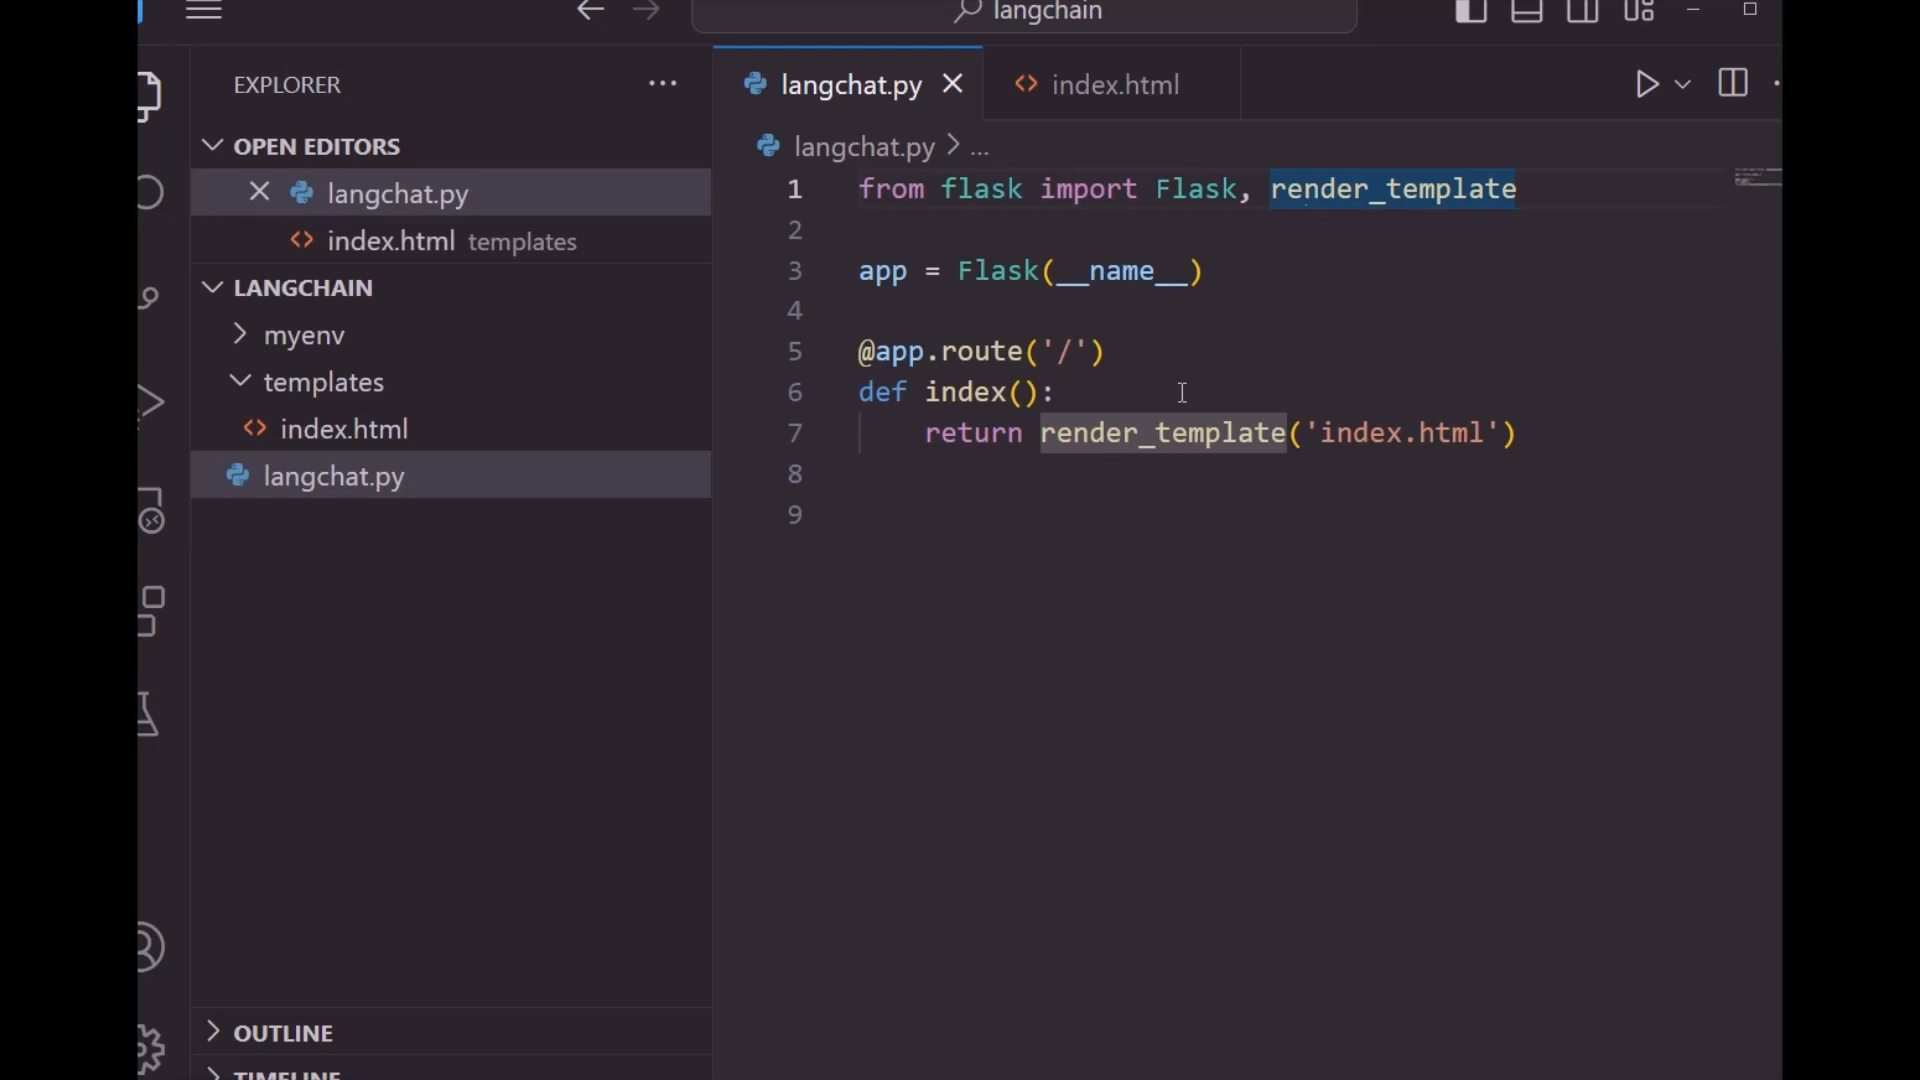 langchain
EXPLORER
OPEN EDITORS
langchat.py
index.html templates
LANGCHAIN
myenv
templates
index.html
langchat.py
OUTLINE
TIMELINE
langchat.py
index.html
langchat.py > ...
1 from flask import Flask, render_template
2
3 app = Flask(__name__)
4
5 @app.route('/')
6 def index():
7 return render_template('index.html')
8
9